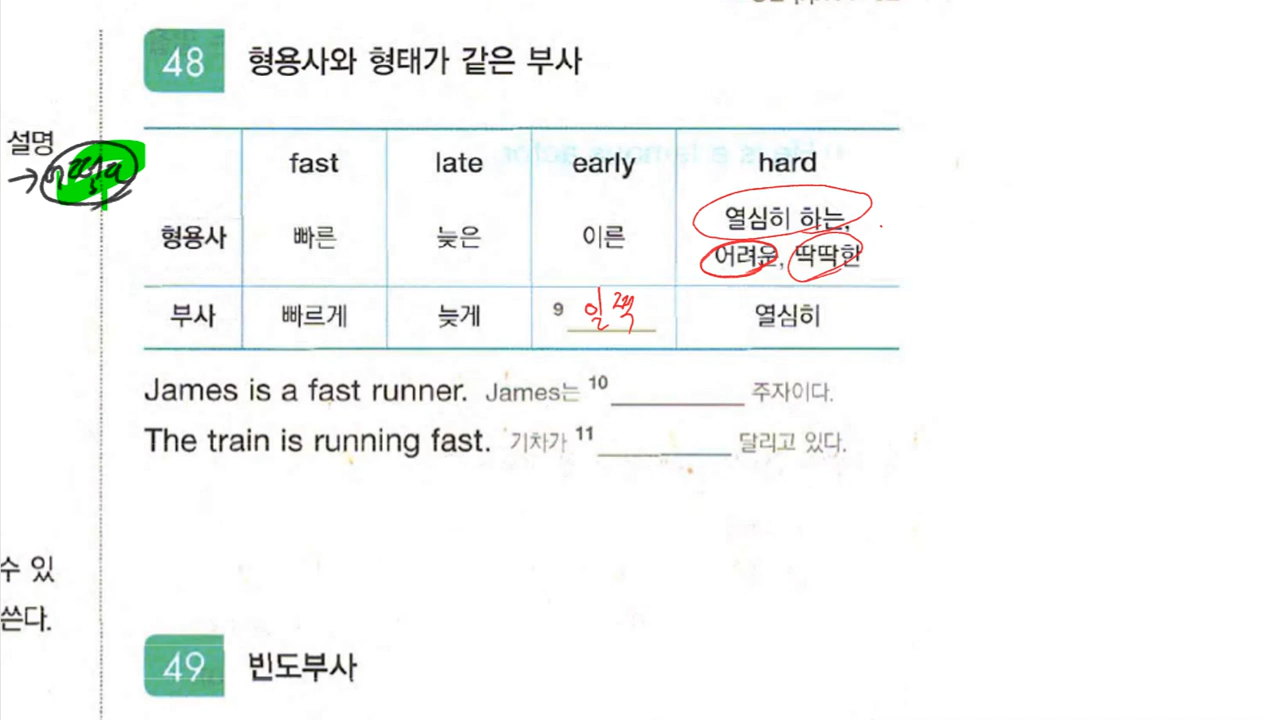 48 형용사와 형태가 같은 부사
설명
fast late early hard
형용사 빠른 늦은 이른 열심히 하는, 어려운, 딱딱한
부사 빠르게 늦게 9 일찍 열심히
James is a fast runner. James는 10 주자이다.
The train is running fast. 기차가 11 달리고 있다.
수 있
쓴다.
49 빈도부사